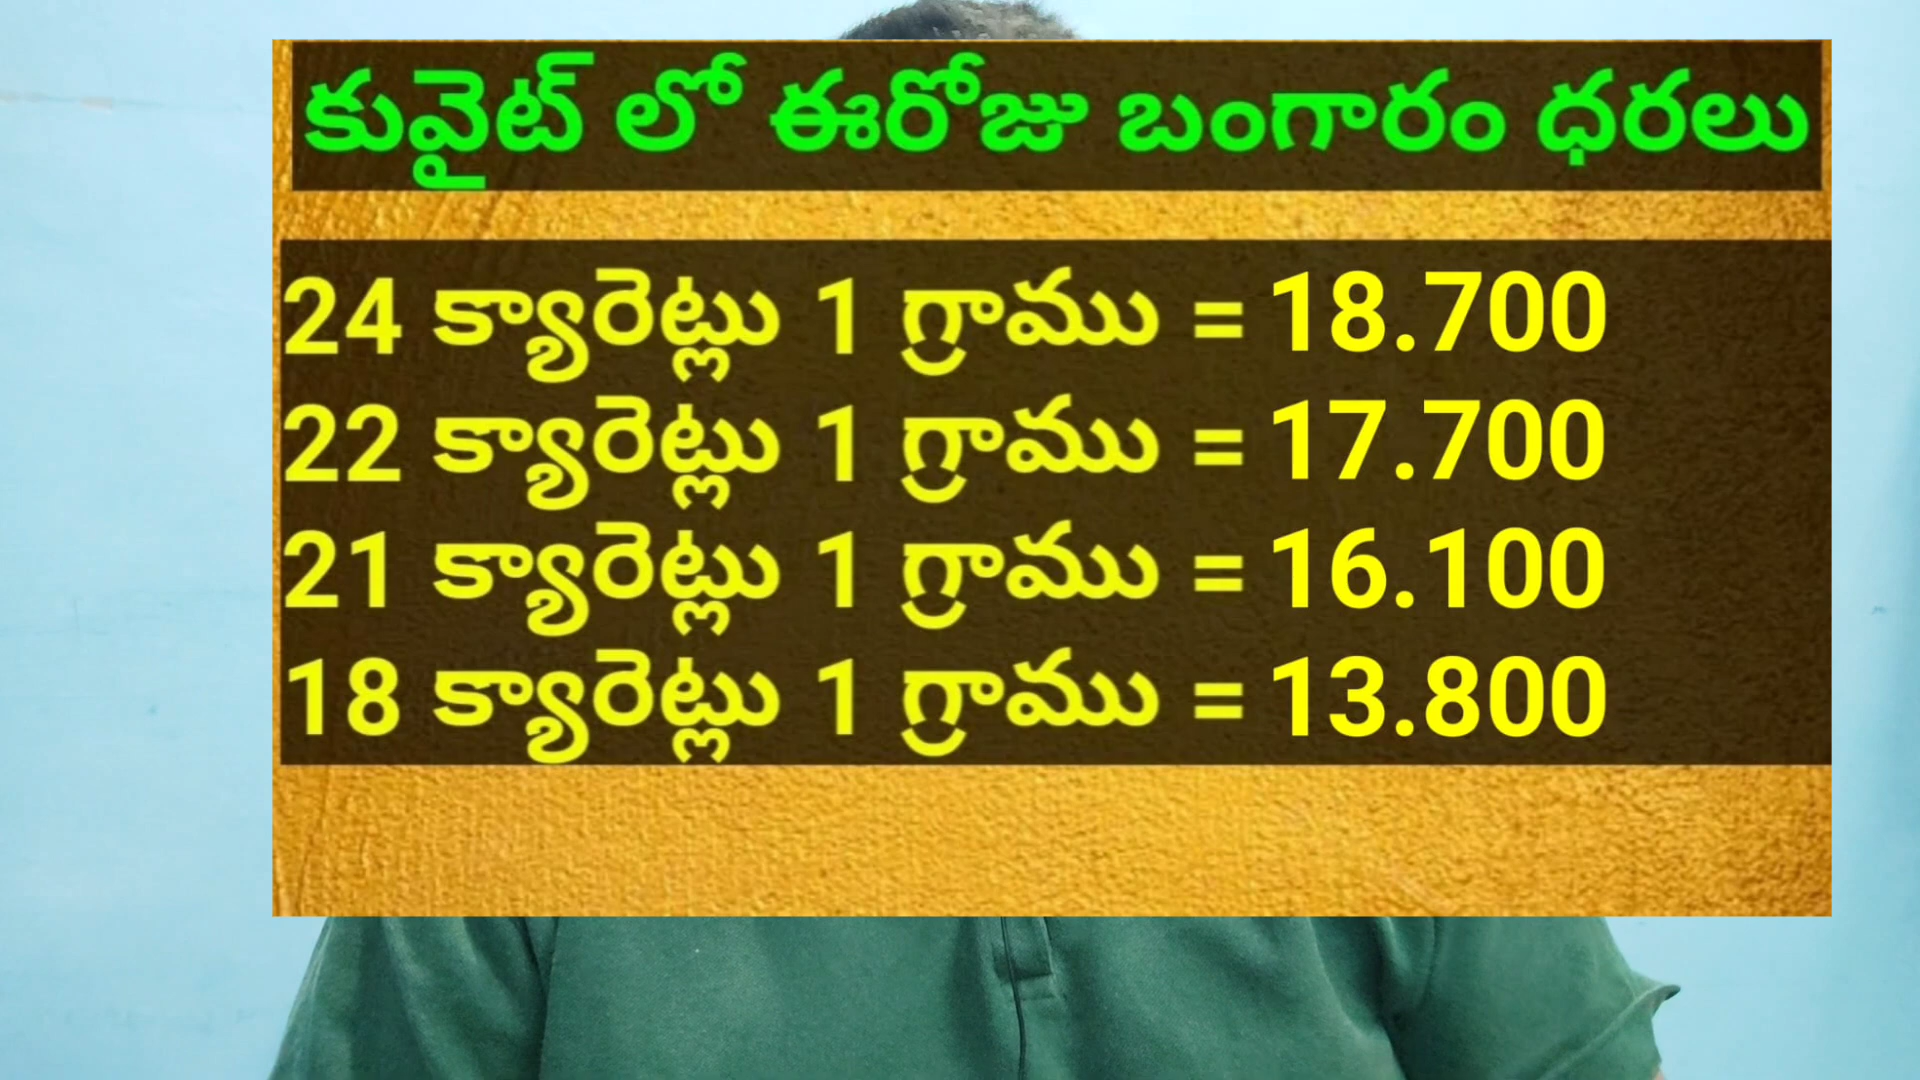 కువైట్ లో ఈరోజు బంగారం ధరలు
24 క్యారెట్లు 1 గ్రాము = 18.700
22 క్యారెట్లు 1 గ్రాము = 17.700
21 క్యారెట్లు 1 గ్రాము = 16.100
18 క్యారెట్లు 1 గ్రాము = 13.800